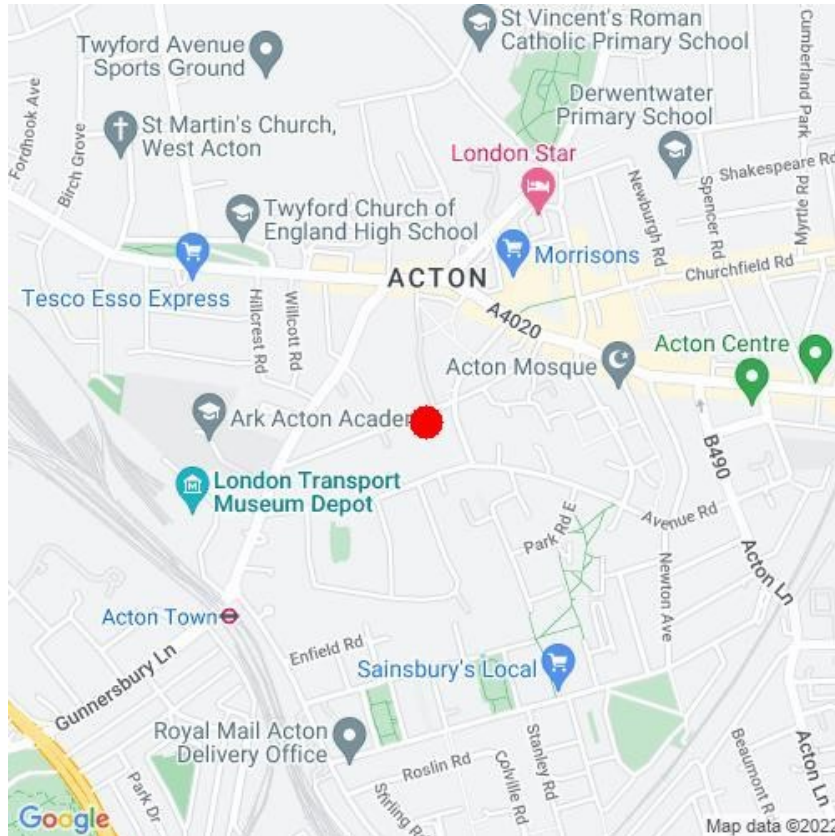 St Vincent's Roman
Catholic Primary School
Twyford Avenue
Sports Ground
Cumberland Park
Fordhook Ave
Birch Grove
St Martin's Church,
West Acton
Derwentwater
Primary School
London Star
Shakespeare Rd
Newburgh Rd
Spencer Rd
Myrtle Rd
Twyford Church of
England High School
Morrisons
ACTON
Churchfield Rd
Tesco Esso Express
Hillcrest Rd
Willcott Rd
A4020
Acton Mosque
Acton Centre
Ark Acton Acade
B490
London Transport
Museum Depot
Avenue Rd
Park Rd E
Newton Ave
Acton Ln
Acton Town
Enfield Rd
Sainsbury's Local
Gunnersbury Ln
Royal Mail Acton
Delivery Office
Roslin Rd
Stirling Rd
Colville Rd
Stanley Rd
Beaumont R
Acton Ln
Park Dr
Google
Map data ©2022